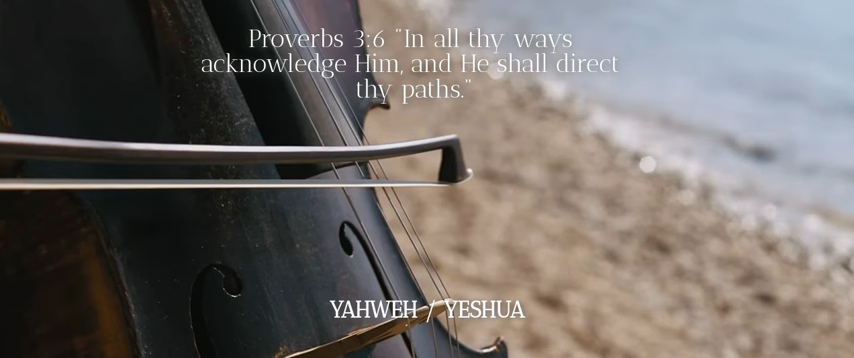 Proverbs 3:6 "In all thy ways
acknowledge Him, and He shall direct
thy paths."
YAHWEH / YESHUA